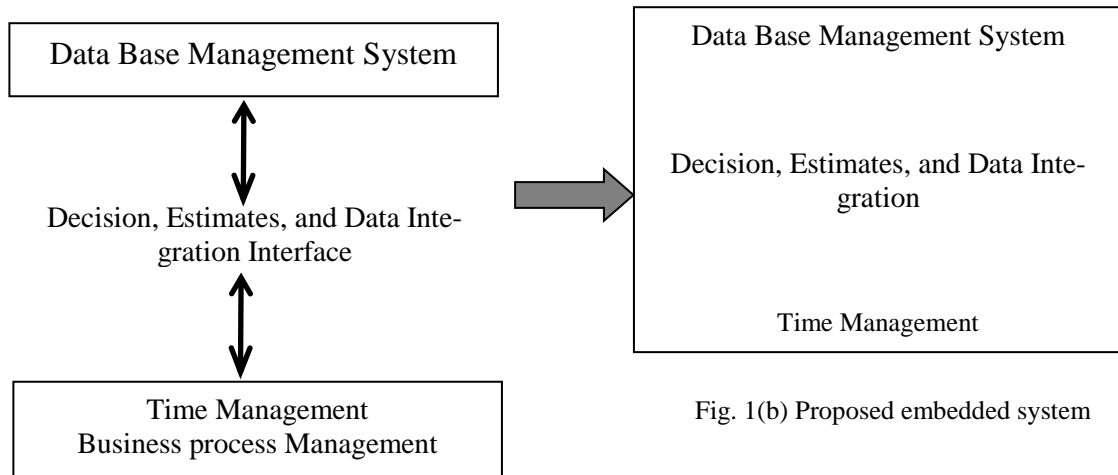 Data Base Management System
Decision, Estimates, and Data Inte-
gration Interface
Time Management
Business process Management
Data Base Management System
Decision, Estimates, and Data Inte-
gration
Time Management
Fig. 1(b) Proposed embedded system